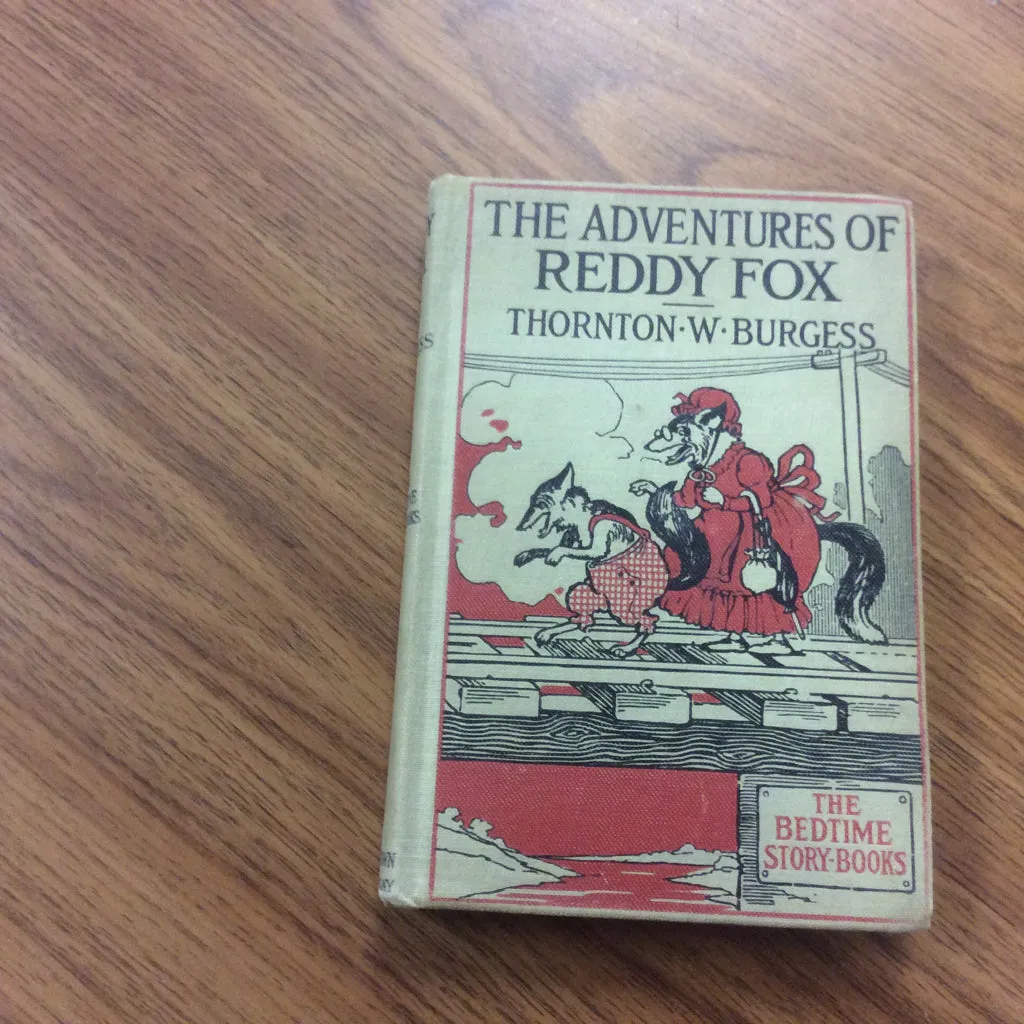 THE ADVENTURES OF
REDDY FOX
THORNTON·W·BURGESS
THE
BEDTIME
STORY-BOOKS